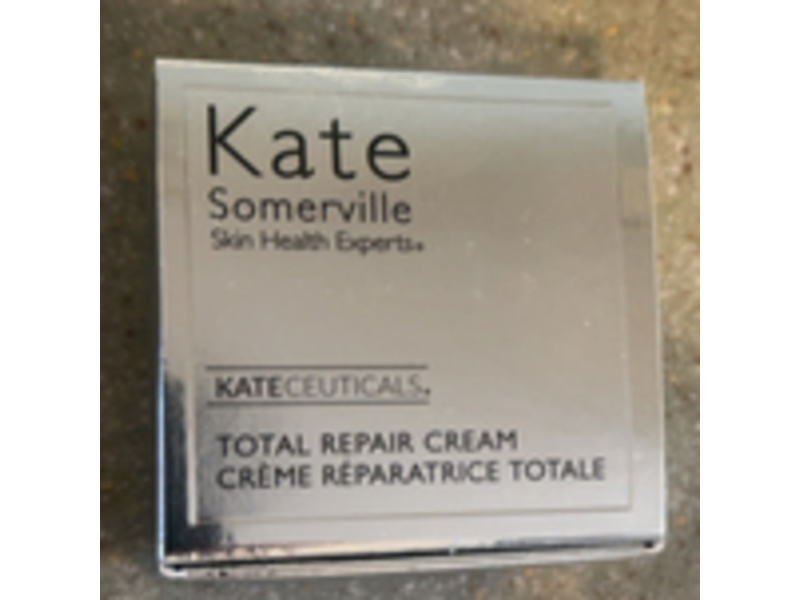 Kate
Somerville
Skin Health Experts®
KATECEUTICALS®
TOTAL REPAIR CREAM
CRÈME RÉPARATRICE TOTALE